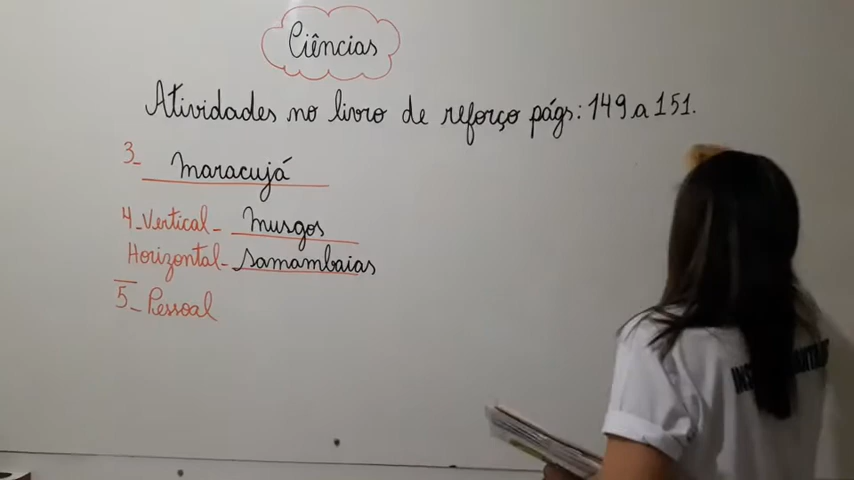 Ciências
Atividades no livro de reforço págs: 149 a 151.
3_ Maracujá
4_Vertical_ Musgos
Horizontal_ Samambaias
5_ Pessoal